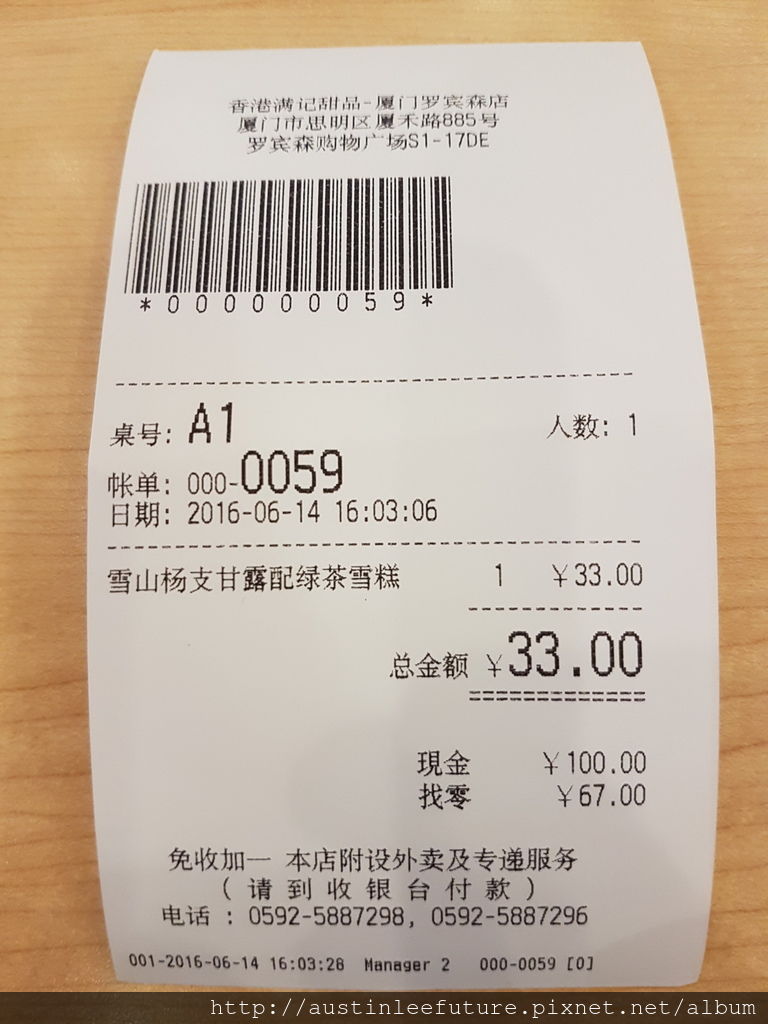 香港满记甜品-厦门罗宾森店
厦门市思明区厦禾路885号
罗宾森购物广场S1-17DE
*000000059*
桌号: A1 人数: 1
帐单: 000-0059
日期: 2016-06-14 16:03:06
雪山杨支甘露配绿茶雪糕 1 ￥33.00
总金额 ￥33.00
現金 ￥100.00
找零 ￥67.00
免收加一 本店附设外卖及专递服务
( 请 到 收 银 台 付 款 )
电话 : 0592-5887298, 0592-5887296
001-2016-06-14 16:03:28 Manager 2 000-0059 [0]
http://austinleefuture.pixnet.net/album